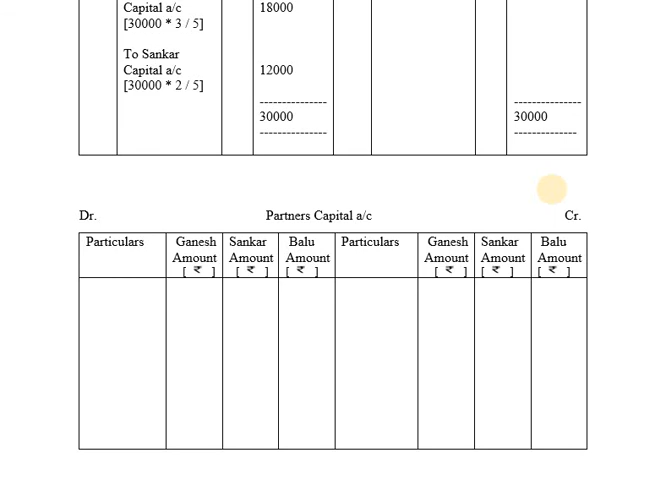 Capital a/c 18000
[30000 * 3 / 5]
To Sankar
Capital a/c 12000
[30000 * 2 / 5]
--------------- ---------------
30000 30000
--------------- --------------
Dr. Partners Capital a/c Cr.
Particulars Ganesh Sankar Balu Particulars Ganesh Sankar Balu
Amount Amount Amount Amount Amount Amount
[ ₹ ] [ ₹ ] [ ₹ ] [ ₹ ] [ ₹ ] [ ₹ ]